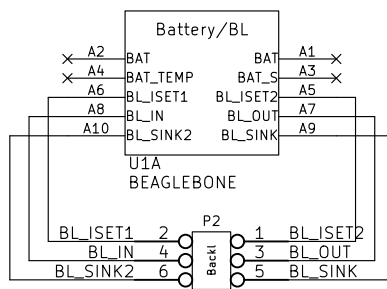 Battery/BL
A2 BAT BAT A1
A4 BAT_TEMP BAT_S A3
A6 BL_ISET1 BL_ISET2 A5
A8 BL_IN BL_OUT A7
A10 BL_SINK2 BL_SINK A9
U1A
BEAGLEBONE
P2
BL_ISET1 2 1 BL_ISET2
BL_IN 4 3 BL_OUT
BL_SINK2 6 5 BL_SINK
Backl